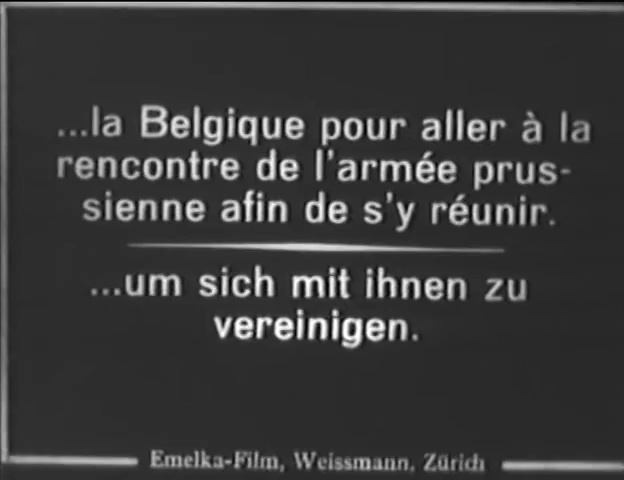 ...la Belgique pour aller à la
rencontre de l'armée prus-
sienne afin de s'y réunir.
...um sich mit ihnen zu
vereinigen.
Emelka-Film, Weissmann, Zürich